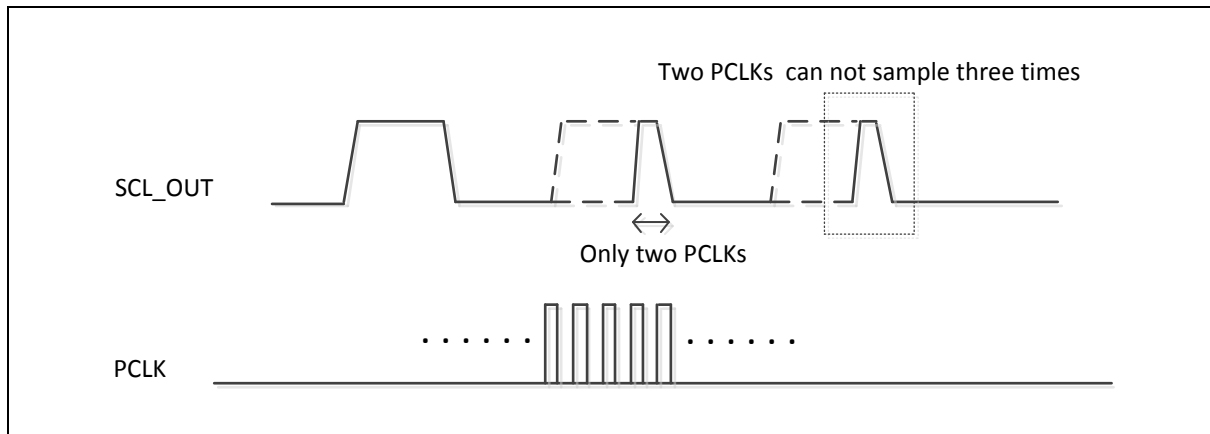 Two PCLKs can not sample three times
SCL_OUT
Only two PCLKs
. . . . . . . . . . . .
PCLK